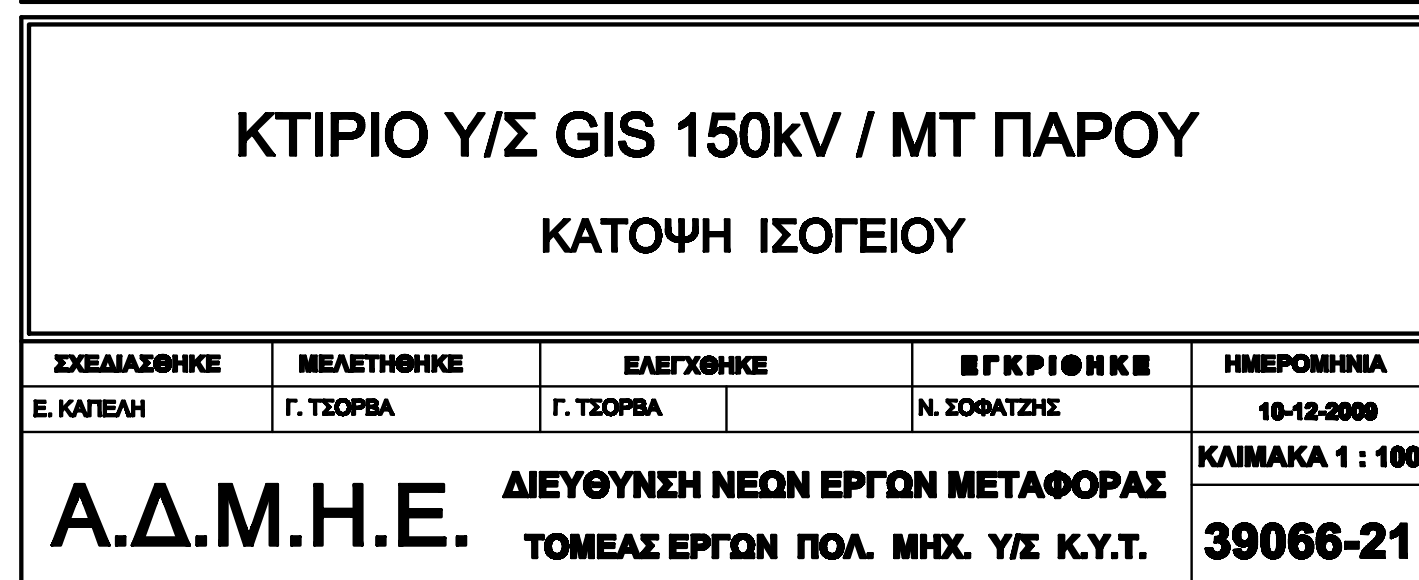 ΚΤΙΡΙΟ Υ/Σ GIS 150kV / ΜΤ ΠΑΡΟΥ
ΚΑΤΟΨΗ ΙΣΟΓΕΙΟΥ
ΣΧΕΔΙΑΣΘΗΚΕ ΜΕΛΕΤΗΘΗΚΕ ΕΛΕΓΧΘΗΚΕ ΕΓΚΡΙΘΗΚΕ ΗΜΕΡΟΜΗΝΙΑ
Ε. ΚΑΠΕΛΗ Γ. ΤΣΟΡΒΑ Γ. ΤΣΟΡΒΑ Ν. ΣΟΦΑΤΖΗΣ 10-12-2009
Α.Δ.Μ.Η.Ε.
ΔΙΕΥΘΥΝΣΗ ΝΕΩΝ ΕΡΓΩΝ ΜΕΤΑΦΟΡΑΣ
ΤΟΜΕΑΣ ΕΡΓΩΝ ΠΟΛ. ΜΗΧ. Υ/Σ Κ.Υ.Τ.
ΚΛΙΜΑΚΑ 1 : 100
39066-21